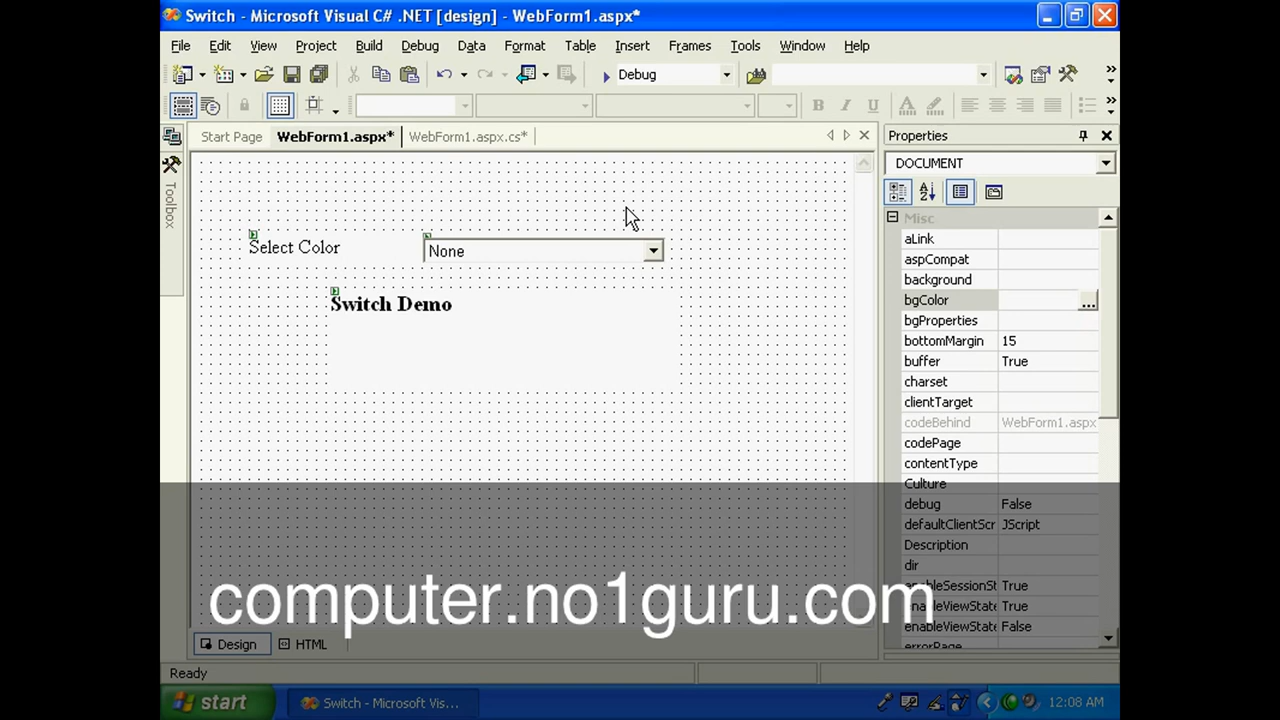 Switch - Microsoft Visual C# .NET [design] - WebForm1.aspx*
File Edit View Project Build Debug Data Format Table Insert Frames Tools Window Help
Debug
B I U A
Start Page WebForm1.aspx* WebForm1.aspx.cs*
Properties
Toolbox
DOCUMENT
Misc
aLink
aspCompat
background
bgColor ...
bgProperties
bottomMargin 15
buffer True
charset
clientTarget
codeBehind WebForm1.aspx
codePage
contentType
Culture
debug False
defaultClientScr JScript
Description
dir
enableSessionSt True
enableViewState True
enableViewState False
errorPage
Select Color None
Switch Demo
computer.no1guru.com
Design HTML
Ready
start Switch - Microsoft Vis... 12:08 AM